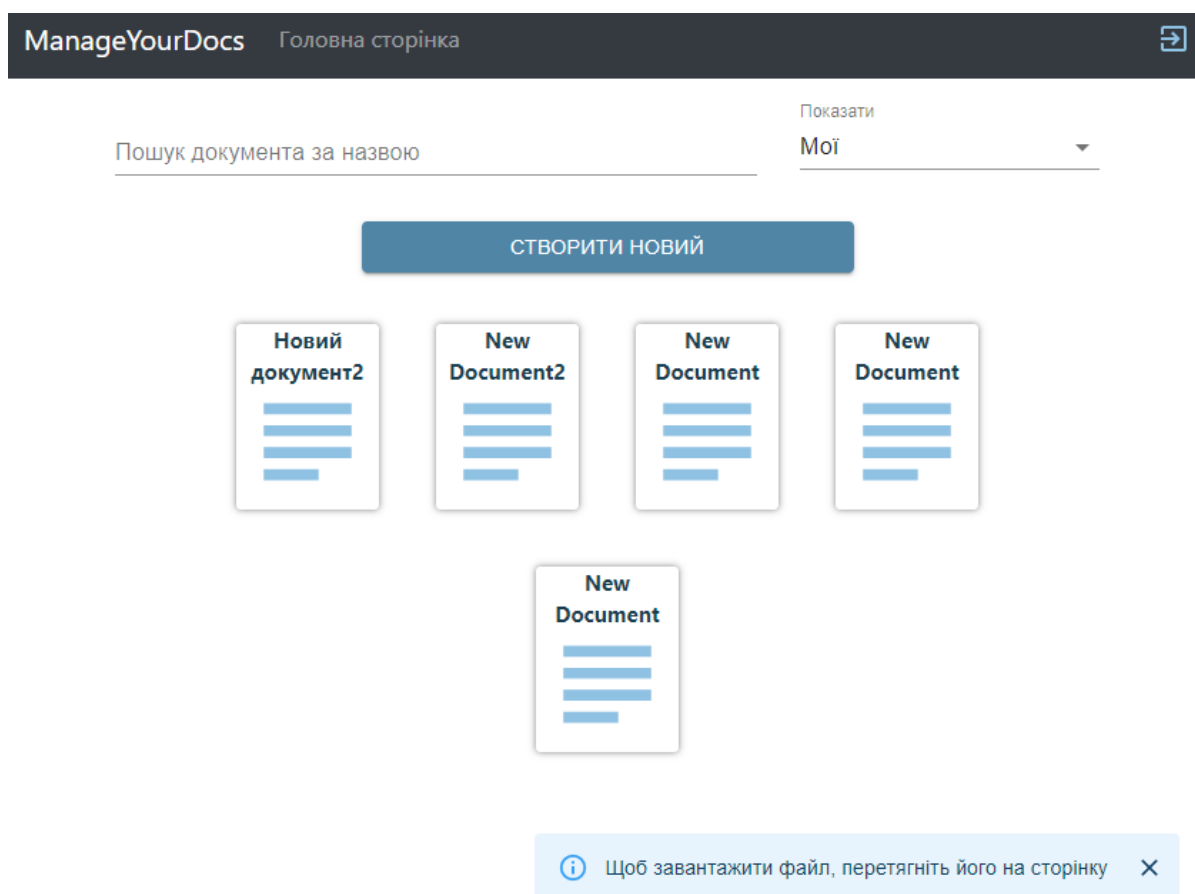 ManageYourDocs Головна сторінка
Показати
Пошук документа за назвою
Мої
СТВОРИТИ НОВИЙ
Новий
документ2
New
Document2
New
Document
New
Document
New
Document
Щоб завантажити файл, перетягніть його на сторінку